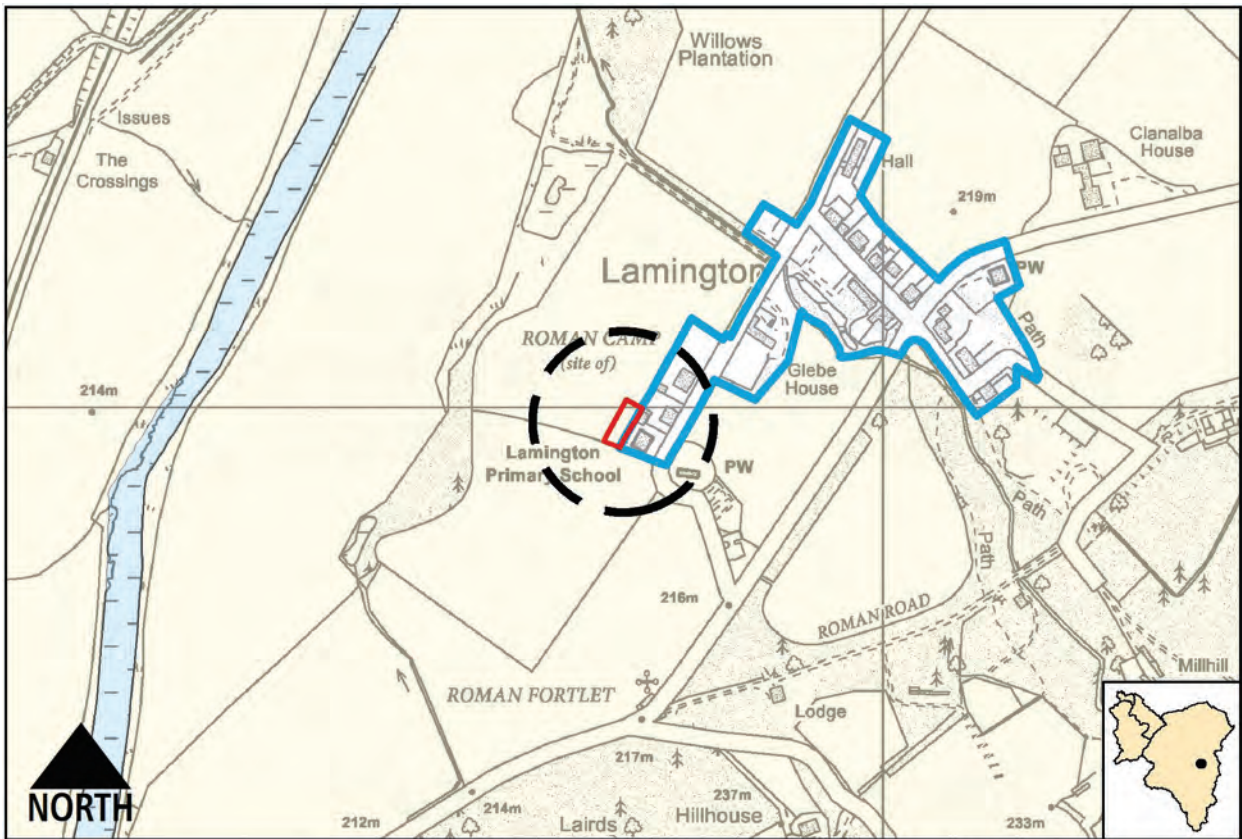 Willows
Plantation
Issues
The
Crossings
Clanalba
House
Hall
219m
PW
Lamington
Path
ROMAN CAMP
(site of)
Glebe
House
214m
Lamington
Primary School
PW
Path
Path
216m
ROMAN ROAD
Millhill
ROMAN FORTLET
Lodge
217m
NORTH
214m
237m
212m
Lairds
Hillhouse
233m